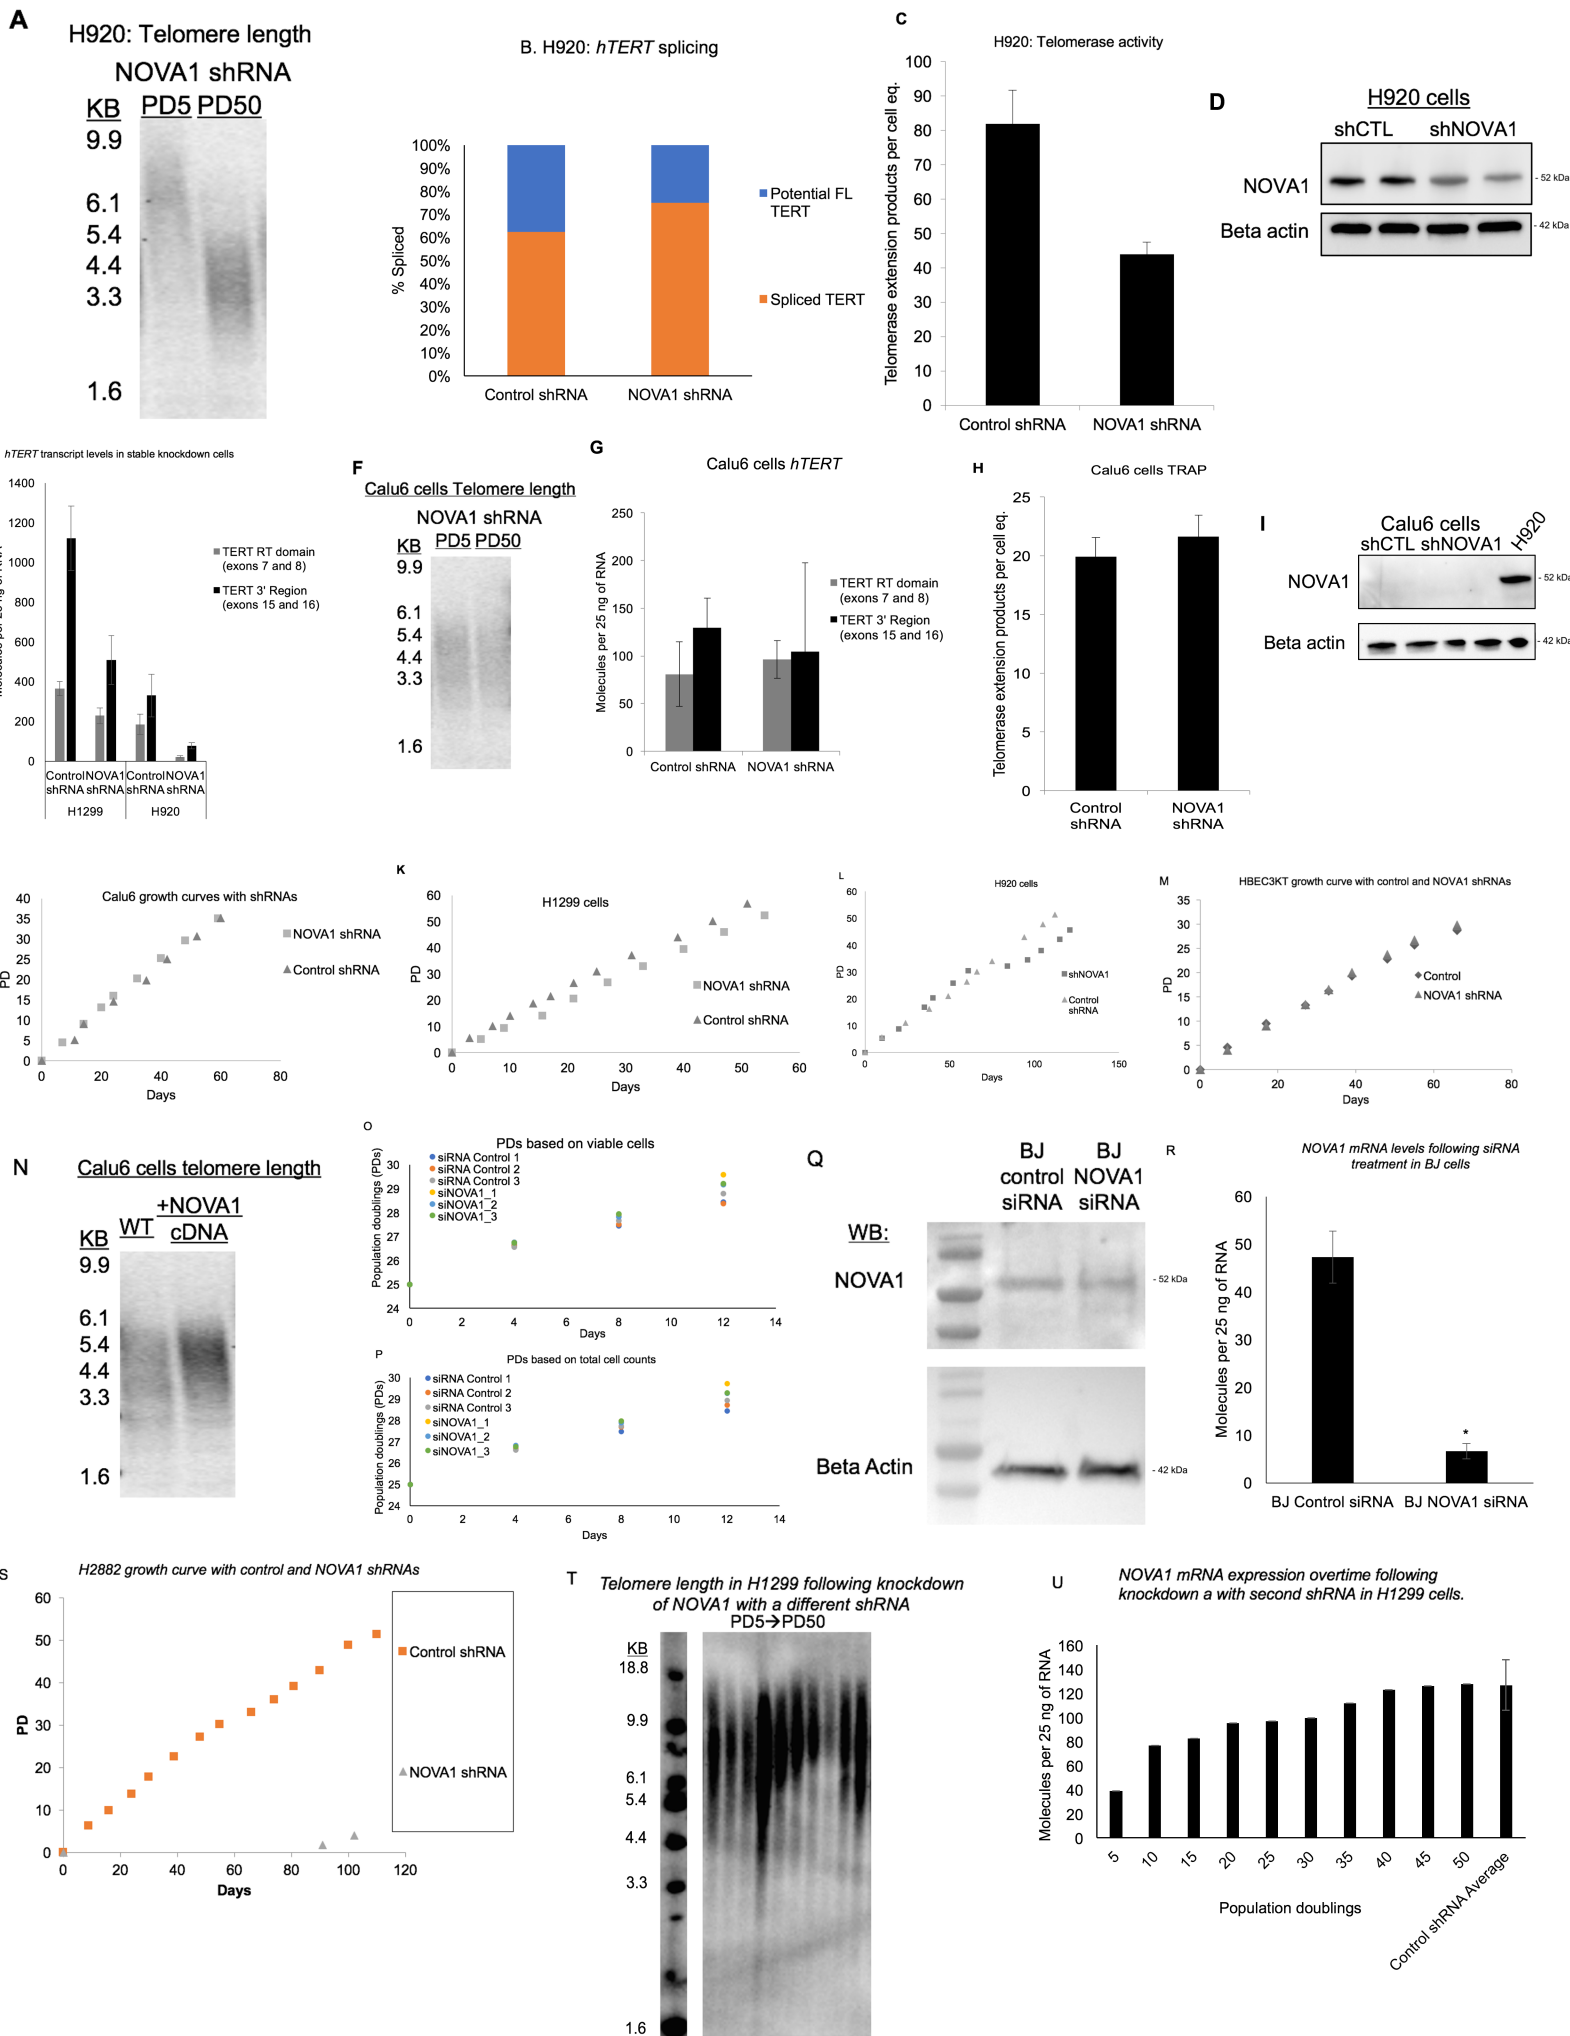 A
H920: Telomere length
NOVA1 shRNA
KB PD5 PD50
9.9
6.1
5.4
4.4
3.3
1.6
B. H920: hTERT splicing
100%
90%
80%
70%
60%
50%
40%
30%
20%
10%
0%
% Spliced
Control shRNA NOVA1 shRNA
Potential FL
TERT
Spliced TERT
C
H920: Telomerase activity
Telomerase extension products per cell eq.
100
90
80
70
60
50
40
30
20
10
0
Control shRNA NOVA1 shRNA
D
H920 cells
shCTL shNOVA1
NOVA1
- 52 kDa
Beta actin
- 42 kDa
hTERT transcript levels in stable knockdown cells
1400
1200
1000
800
600
400
200
0
Control NOVA1 Control NOVA1
shRNA shRNA shRNA shRNA
H1299 H920
TERT RT domain
(exons 7 and 8)
TERT 3' Region
(exons 15 and 16)
F
Calu6 cells Telomere length
NOVA1 shRNA
KB PD5 PD50
9.9
6.1
5.4
4.4
3.3
1.6
G
Calu6 cells hTERT
Molecules per 25 ng of RNA
250
200
150
100
50
0
Control shRNA NOVA1 shRNA
TERT RT domain
(exons 7 and 8)
TERT 3' Region
(exons 15 and 16)
H
Calu6 cells TRAP
Telomerase extension products per cell eq.
25
20
15
10
5
0
Control NOVA1
shRNA shRNA
I
Calu6 cells
shCTL shNOVA1 H920
NOVA1
- 52 kDa
Beta actin
- 42 kDa
Calu6 growth curves with shRNAs
PD
40
35
30
25
20
15
10
5
0
0 20 40 60 80
Days
NOVA1 shRNA
Control shRNA
K
H1299 cells
PD
60
50
40
30
20
10
0
0 10 20 30 40 50 60
Days
NOVA1 shRNA
Control shRNA
L
H920 cells
PD
60
50
40
30
20
10
0
0 50 100 150
Days
shNOVA1
Control
shRNA
M
HBEC3KT growth curve with control and NOVA1 shRNAs
PD
35
30
25
20
15
10
5
0
0 20 40 60 80
Days
Control
NOVA1 shRNA
N
Calu6 cells telomere length
+NOVA1
KB WT cDNA
9.9
6.1
5.4
4.4
3.3
1.6
O
PDs based on viable cells
Population doublings (PDs)
30
29
28
27
26
25
24
0 2 4 6 8 10 12 14
Days
siRNA Control 1
siRNA Control 2
siRNA Control 3
siNOVA1_1
siNOVA1_2
siNOVA1_3
P
PDs based on total cell counts
Population doublings (PDs)
30
29
28
27
26
25
24
0 2 4 6 8 10 12 14
Days
siRNA Control 1
siRNA Control 2
siRNA Control 3
siNOVA1_1
siNOVA1_2
siNOVA1_3
Q
BJ BJ
control NOVA1
siRNA siRNA
WB:
NOVA1
- 52 kDa
Beta Actin
- 42 kDa
R
NOVA1 mRNA levels following siRNA
treatment in BJ cells
Molecules per 25 ng of RNA
60
50
40
30
20
10
0
*
BJ Control siRNA BJ NOVA1 siRNA
S
H2882 growth curve with control and NOVA1 shRNAs
PD
60
50
40
30
20
10
0
0 20 40 60 80 100 120
Days
Control shRNA
NOVA1 shRNA
T
Telomere length in H1299 following knockdown
of NOVA1 with a different shRNA
PD5→PD50
KB
18.8
9.9
6.1
5.4
4.4
3.3
1.6
U
NOVA1 mRNA expression overtime following
knockdown a with second shRNA in H1299 cells.
Molecules per 25 ng of RNA
160
140
120
100
80
60
40
20
0
5 10 15 20 25 30 35 40 45 50 Control shRNA Average
Population doublings